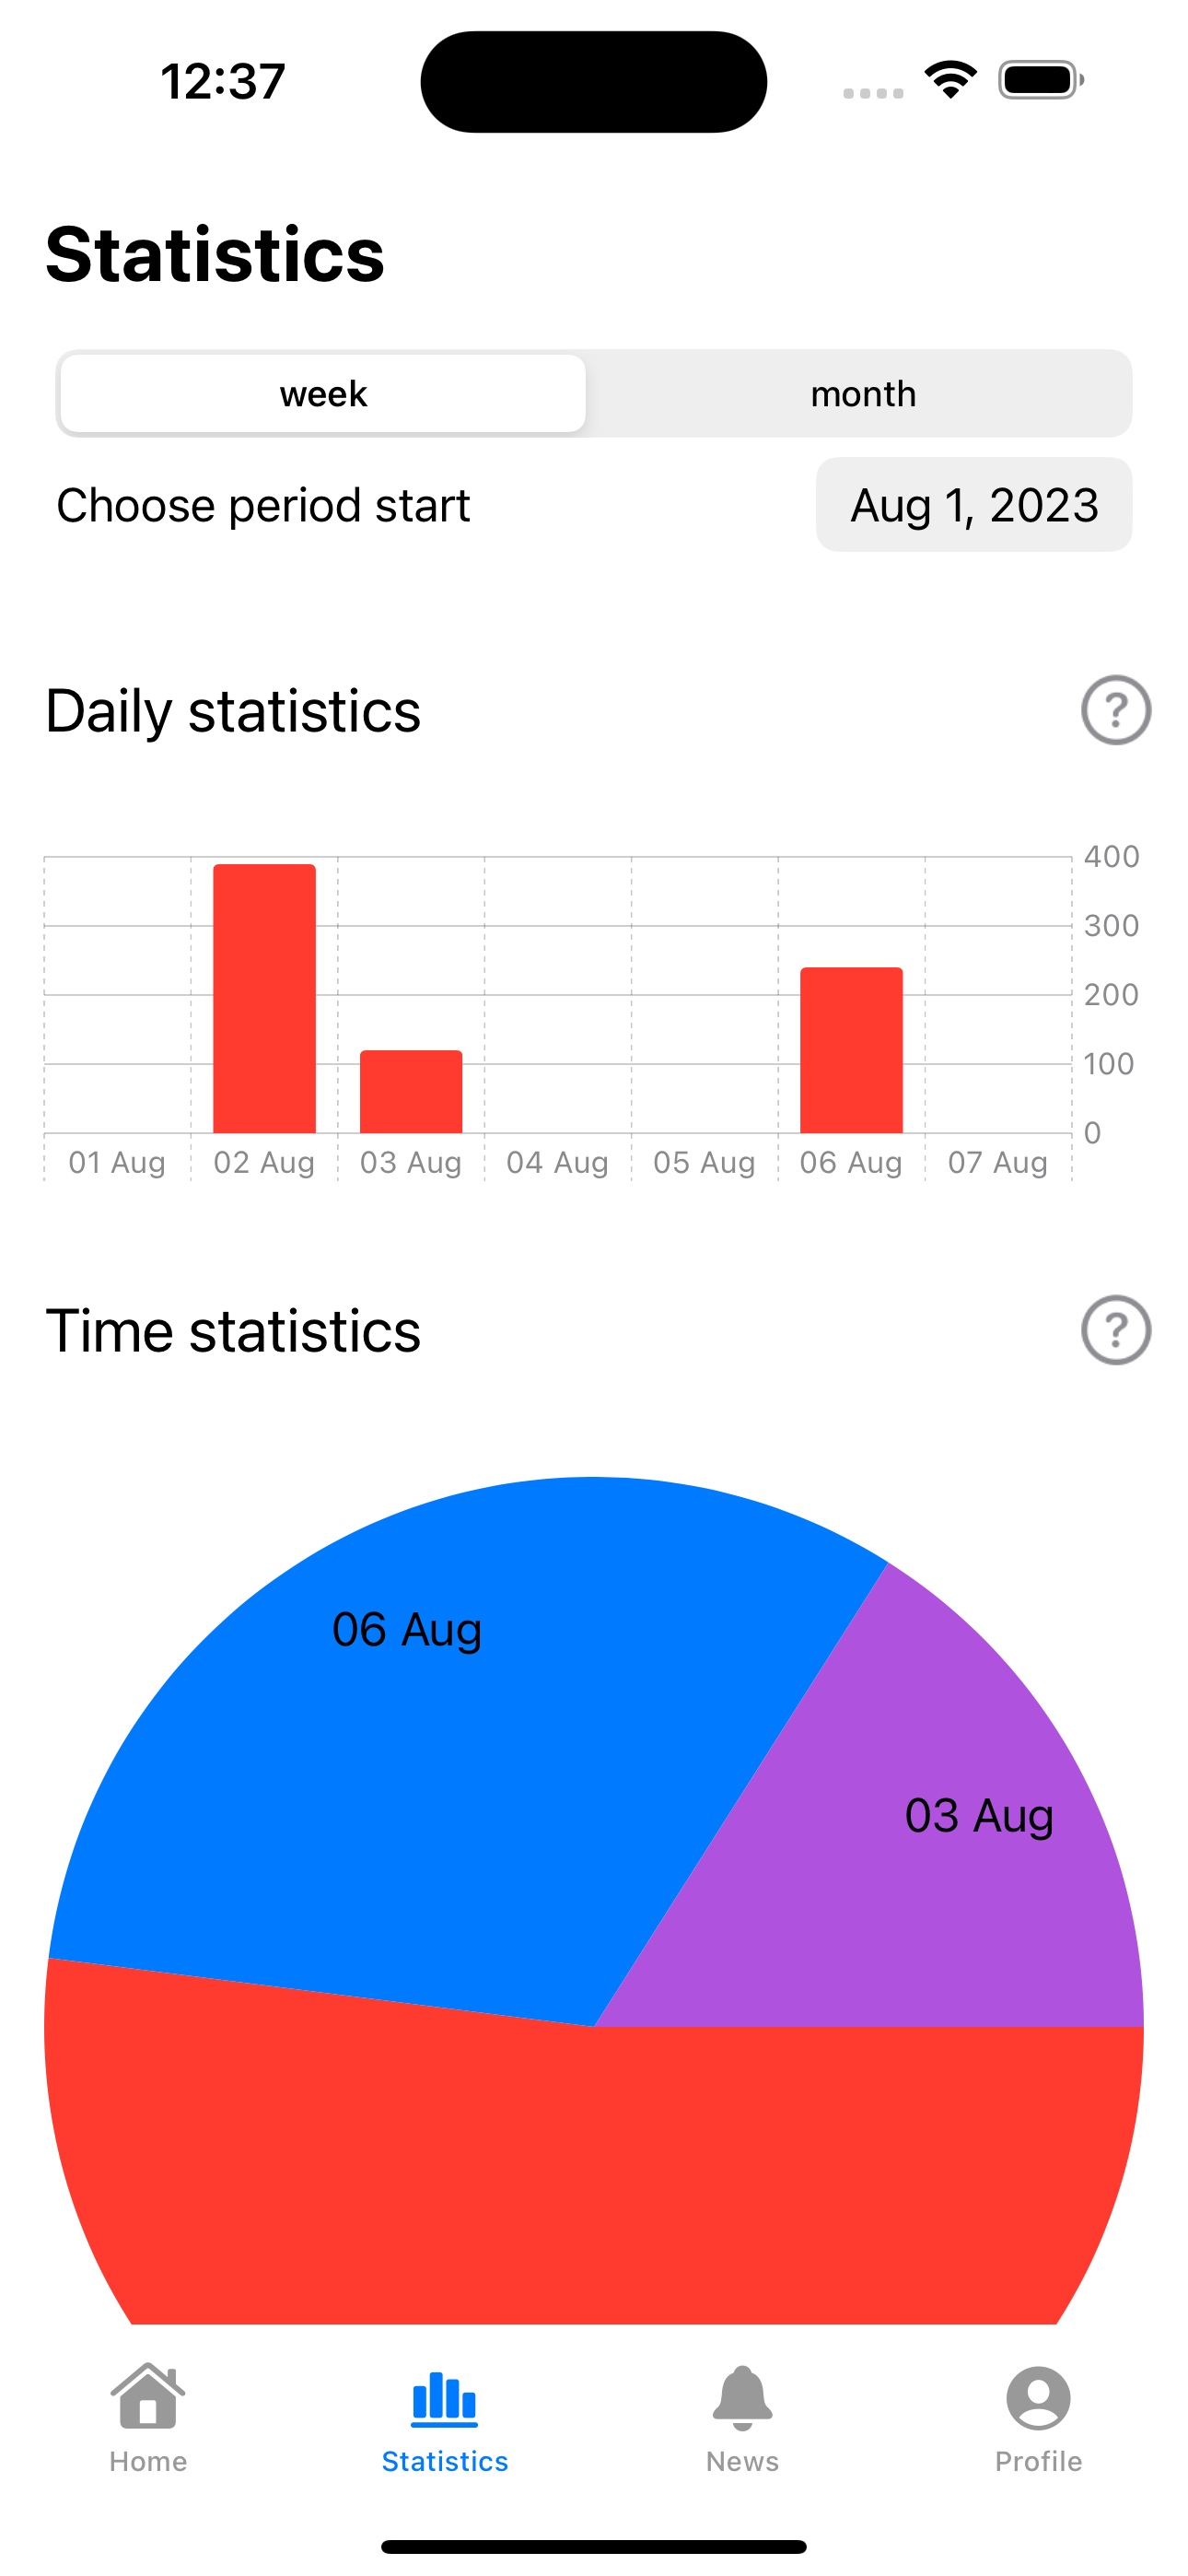 12:37
Statistics
week month
Choose period start Aug 1, 2023
Daily statistics ?
400
300
200
100
0
01 Aug 02 Aug 03 Aug 04 Aug 05 Aug 06 Aug 07 Aug
Time statistics ?
06 Aug
03 Aug
Home Statistics News Profile